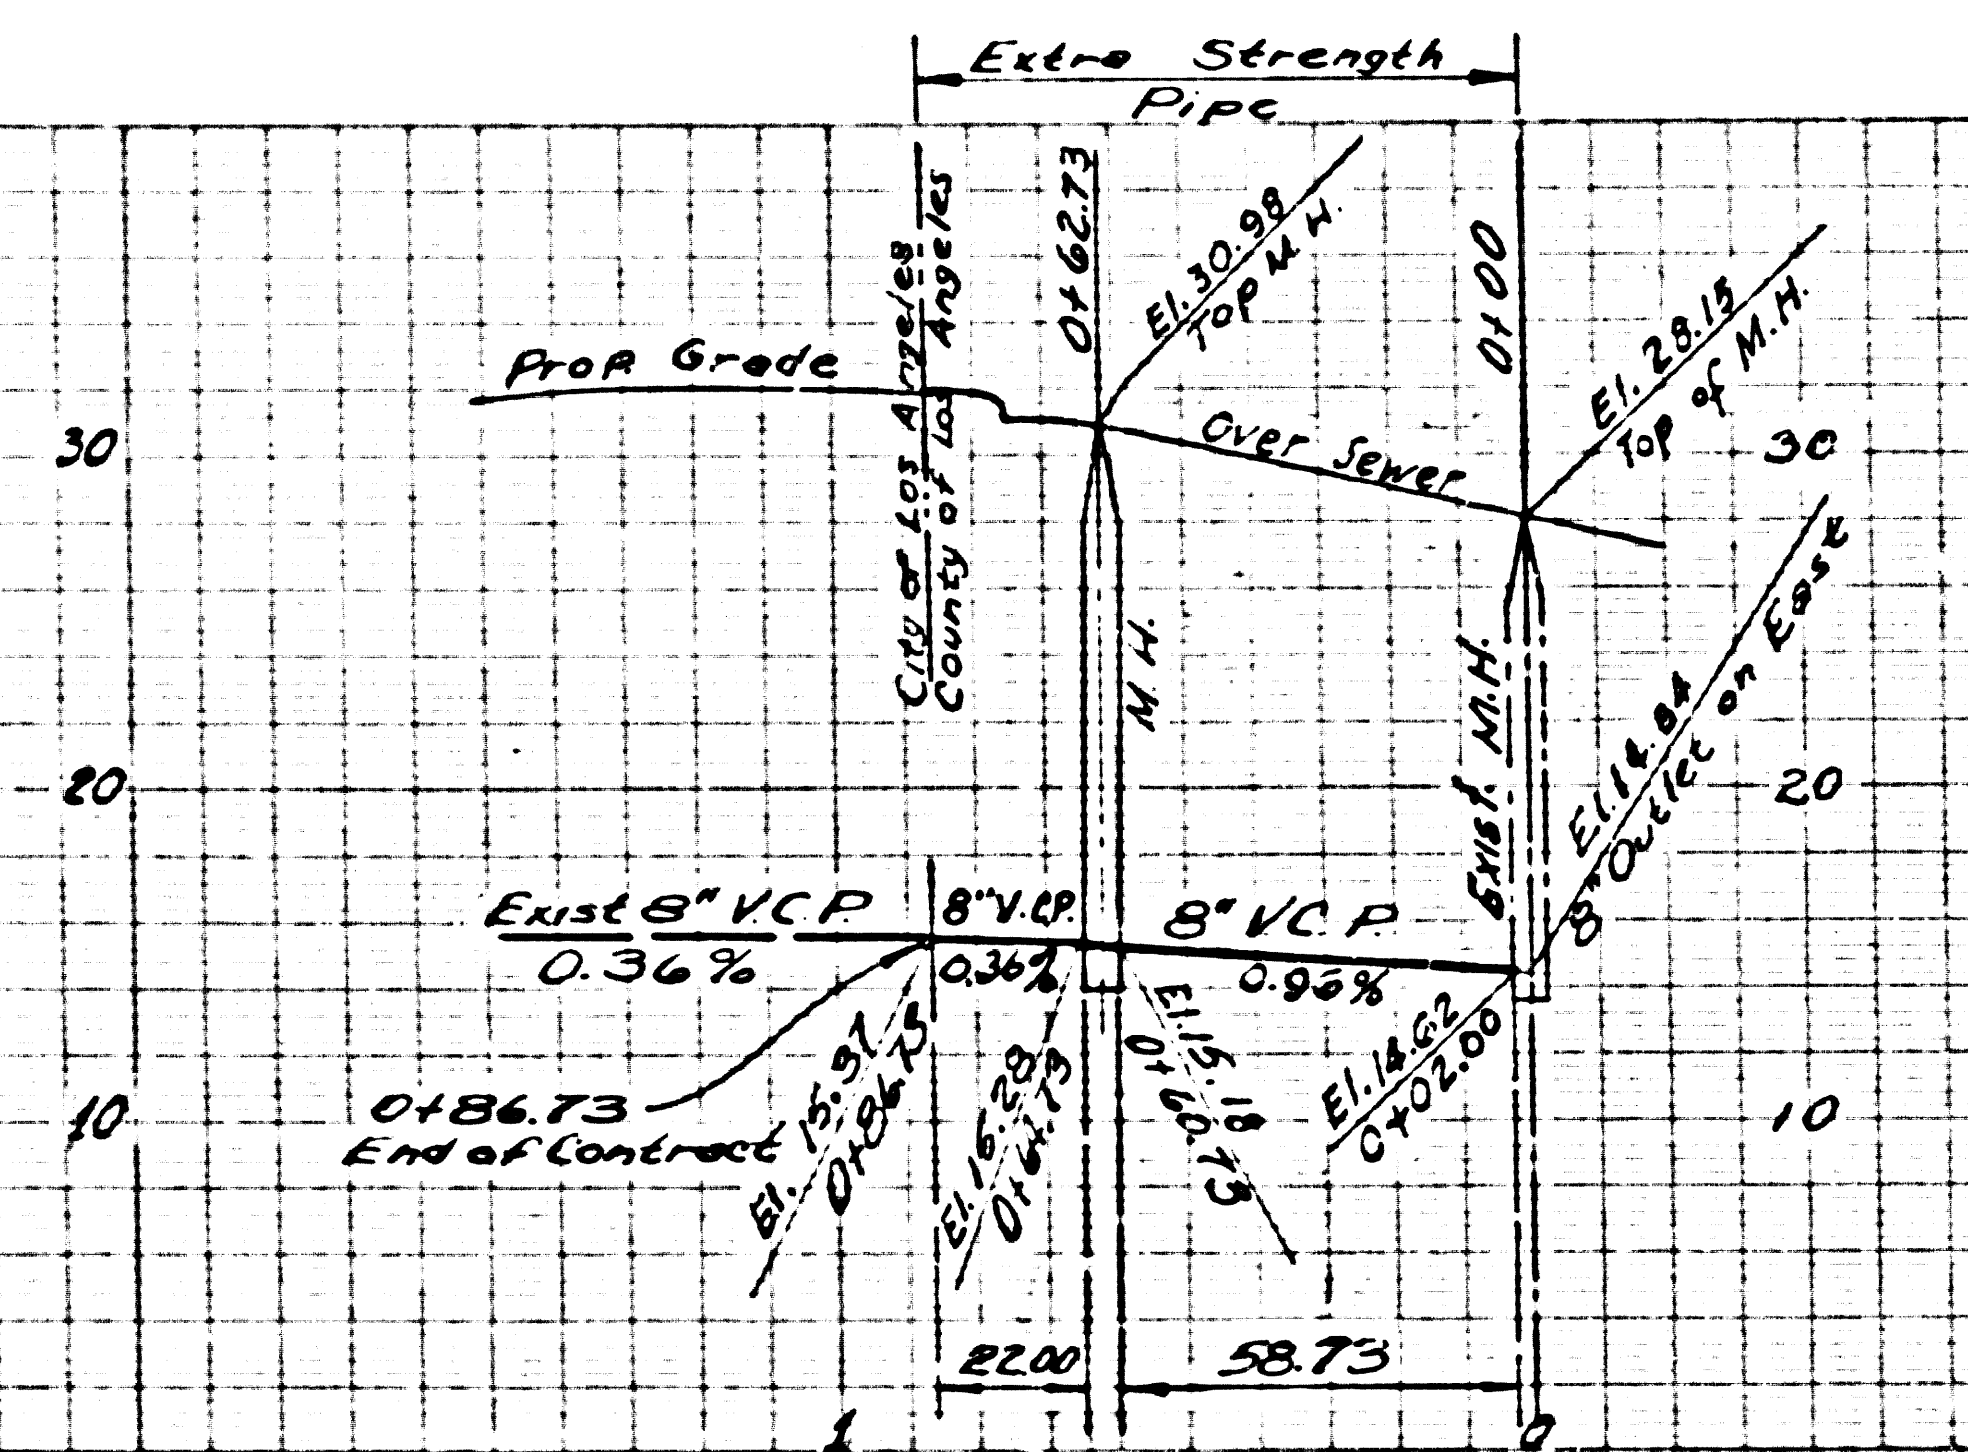 Extra Strength
Pipe
City of Los Angeles
County of Los Angeles
0+62.73
El. 30.98
Top M.H.
0+00
El. 28.15
Top of M.H.
Prop. Grade
Over Sewer
30
30
M.H.
Exist. M.H.
El. 14.84
8" Outlet on East
20
20
Exist 8" V.C.P.
0.36%
8" V.C.P.
0.36%
8" V.C.P.
0.95%
0+86.73
End of Contract
El. 15.37
0+86.73
El. 15.28
0+64.73
El. 15.18
0+60.73
El. 14.62
0+02.00
10
10
22.00
58.73
1
0